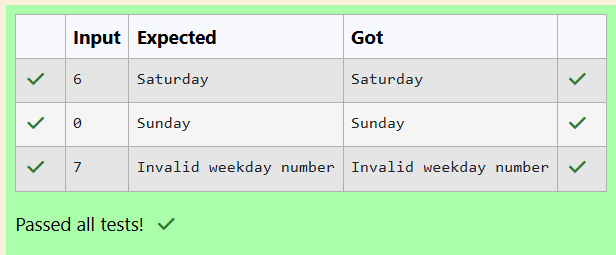 Input Expected Got
6 Saturday Saturday
0 Sunday Sunday
7 Invalid weekday number Invalid weekday number
Passed all tests!